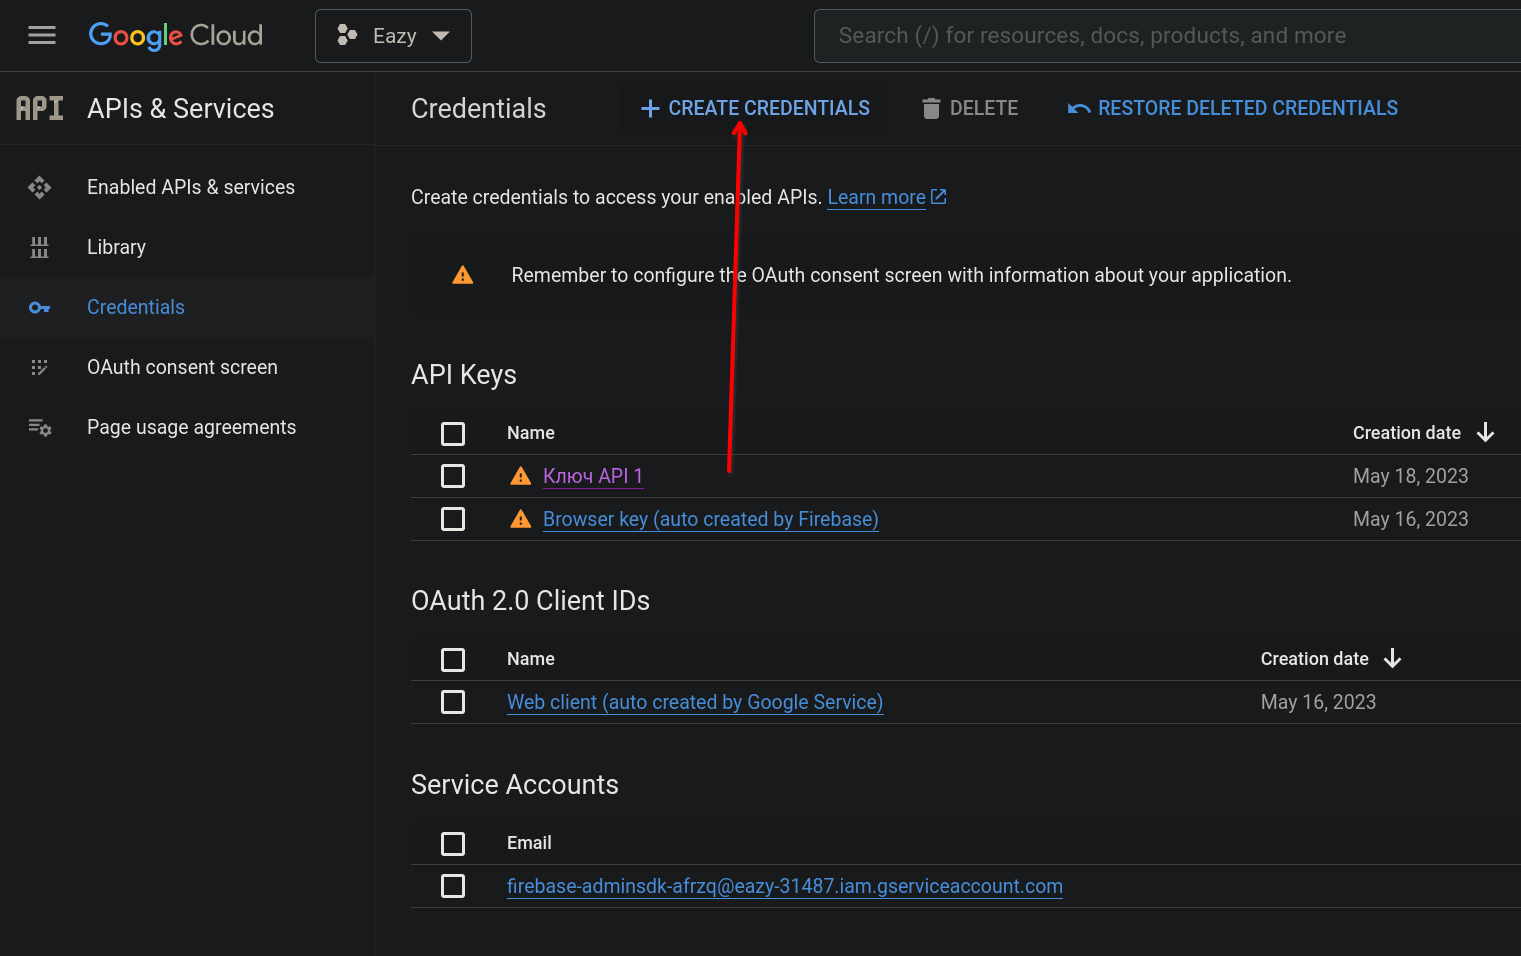 Google Cloud
Eazy
Search (/) for resources, docs, products, and more
API APIs & Services
Credentials
CREATE CREDENTIALS
DELETE
RESTORE DELETED CREDENTIALS
Enabled APIs & services
Library
Credentials
OAuth consent screen
Page usage agreements
Create credentials to access your enabled APIs. Learn more
Remember to configure the OAuth consent screen with information about your application.
API Keys
Name Creation date
Ключ API 1 May 18, 2023
Browser key (auto created by Firebase) May 16, 2023
OAuth 2.0 Client IDs
Name Creation date
Web client (auto created by Google Service) May 16, 2023
Service Accounts
Email
firebase-adminsdk-afrzq@eazy-31487.iam.gserviceaccount.com